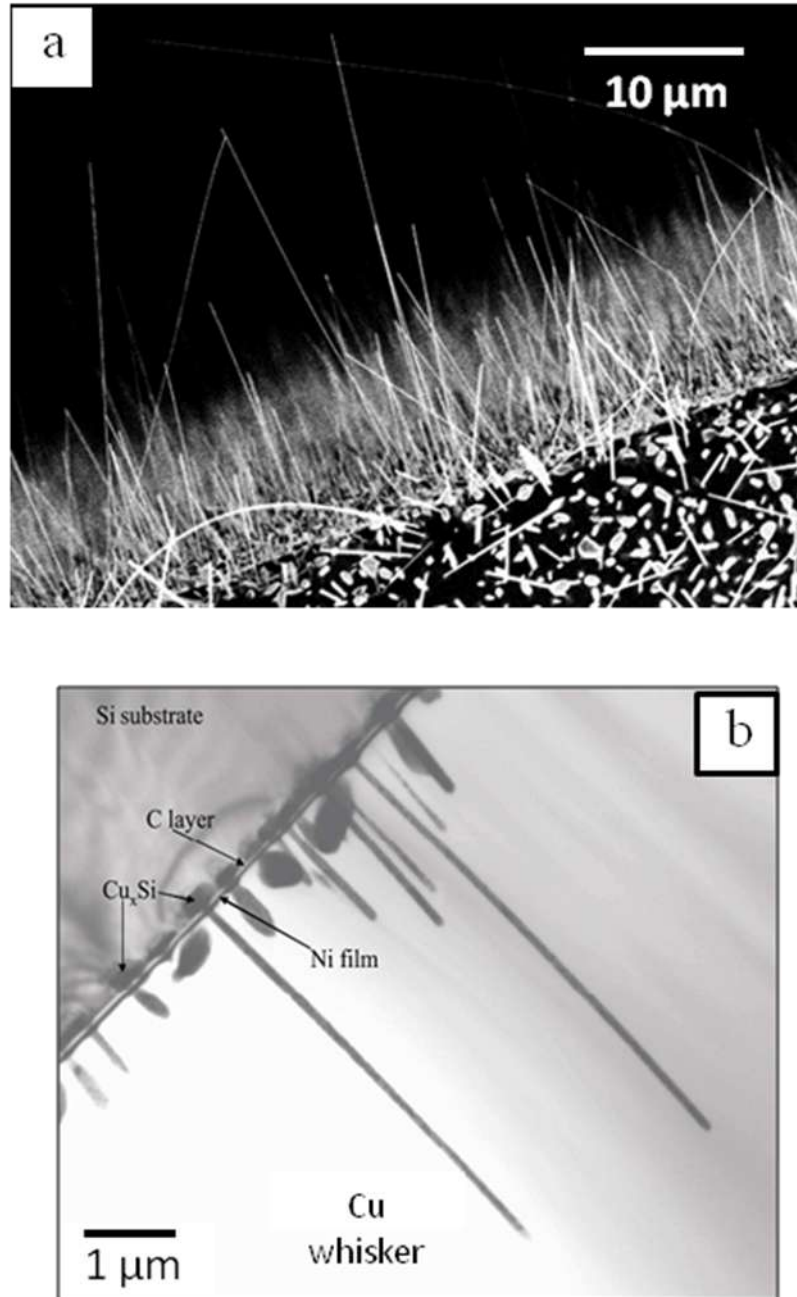 a
10 μm
Si substrate
b
C layer
CuxSi
Ni film
Cu
whisker
1 μm